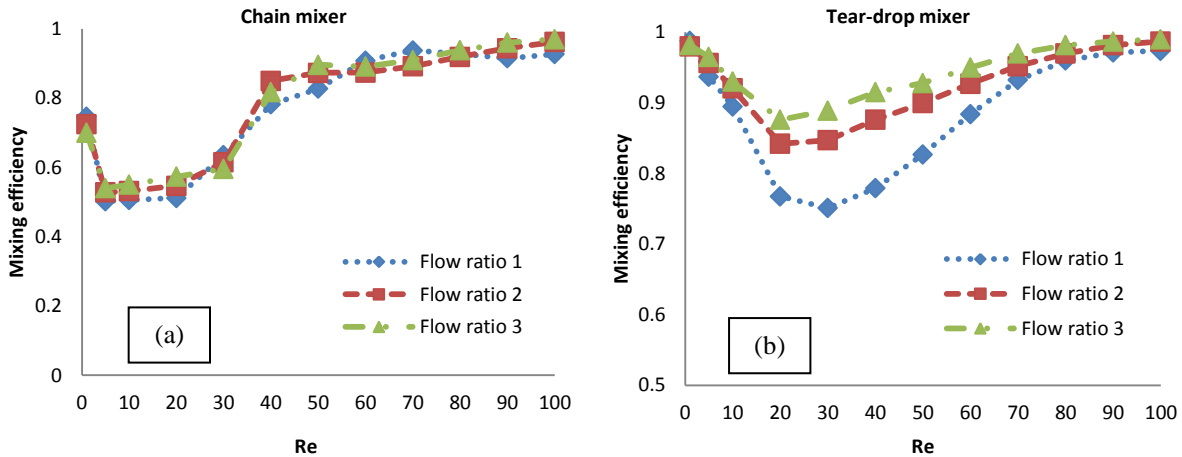 Chain mixer
Mixing efficiency
1
0.8
0.6
0.4
0.2
0
0 10 20 30 40 50 60 70 80 90 100
Re
Flow ratio 1
Flow ratio 2
Flow ratio 3
(a)
Tear-drop mixer
Mixing efficiency
1
0.9
0.8
0.7
0.6
0.5
0 10 20 30 40 50 60 70 80 90 100
Re
Flow ratio 1
Flow ratio 2
Flow ratio 3
(b)